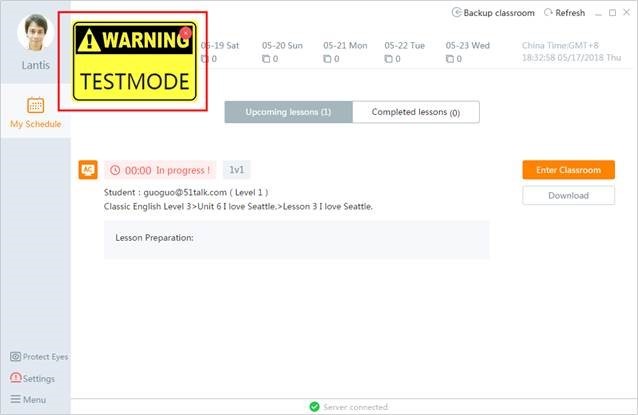 Backup classroom
Refresh
Lantis
WARNING
TESTMODE
05-19 Sat
0
05-20 Sun
0
05-21 Mon
0
05-22 Tue
0
05-23 Wed
0
China Time:GMT+8
18:32:58 05/17/2018 Thu
My Schedule
Upcoming lessons (1)
Completed lessons (0)
AC
00:00 In progress !
1v1
Enter Classroom
Student : guoguo@51talk.com ( Level 1 )
Download
Classic English Level 3>Unit 6 I love Seattle.>Lesson 3 I love Seattle.
Lesson Preparation:
Protect Eyes
Settings
Menu
Server connected